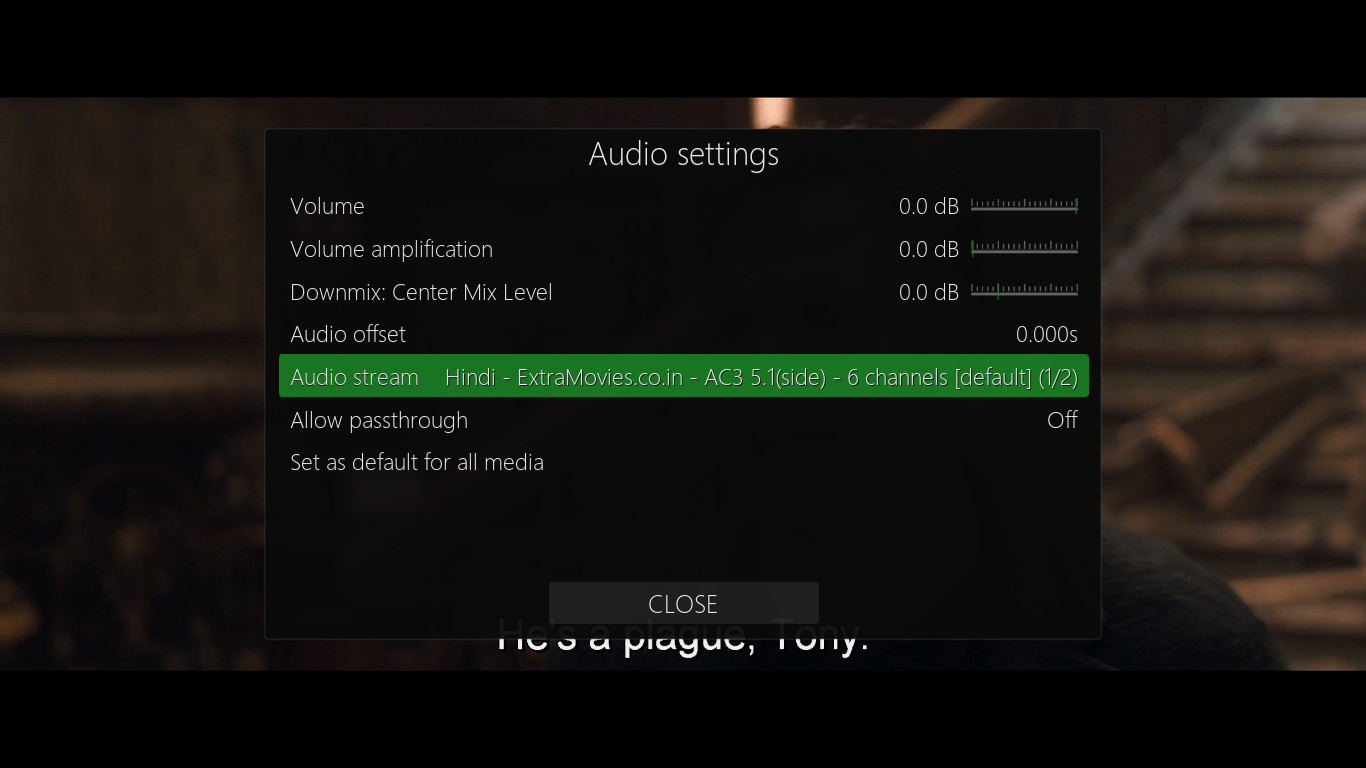 Audio settings
Volume 0.0 dB
Volume amplification 0.0 dB
Downmix: Center Mix Level 0.0 dB
Audio offset 0.000s
Audio stream Hindi - ExtraMovies.co.in - AC3 5.1(side) - 6 channels [default] (1/2)
Allow passthrough Off
Set as default for all media
CLOSE
He's a plague, Tony.